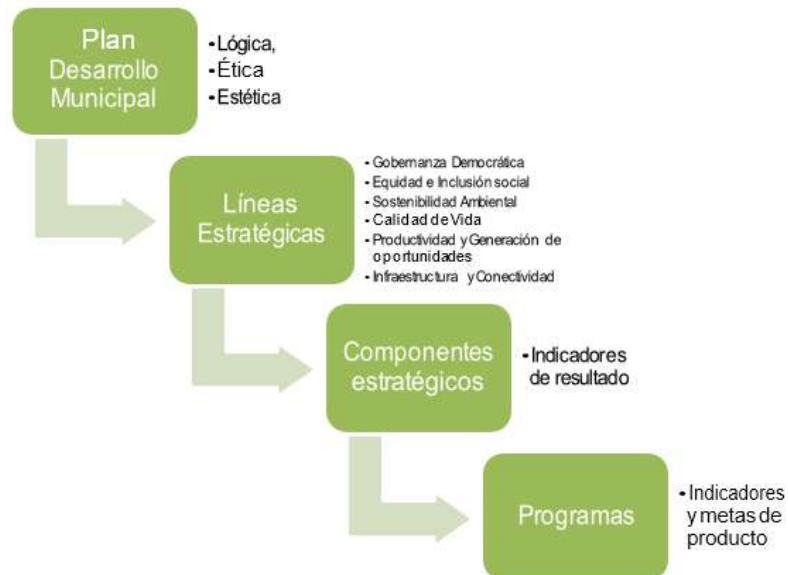 Plan
Desarrollo
Municipal
• Lógica,
• Ética
• Estética
Líneas
Estratégicas
• Gobernanza Democrática
• Equidad e Inclusión social
• Sostenibilidad Ambiental
• Calidad de Vida
• Productividad y Generación de
oportunidades
• Infraestructura y Conectividad
Componentes
estratégicos
• Indicadores
de resultado
Programas
• Indicadores
y metas de
producto